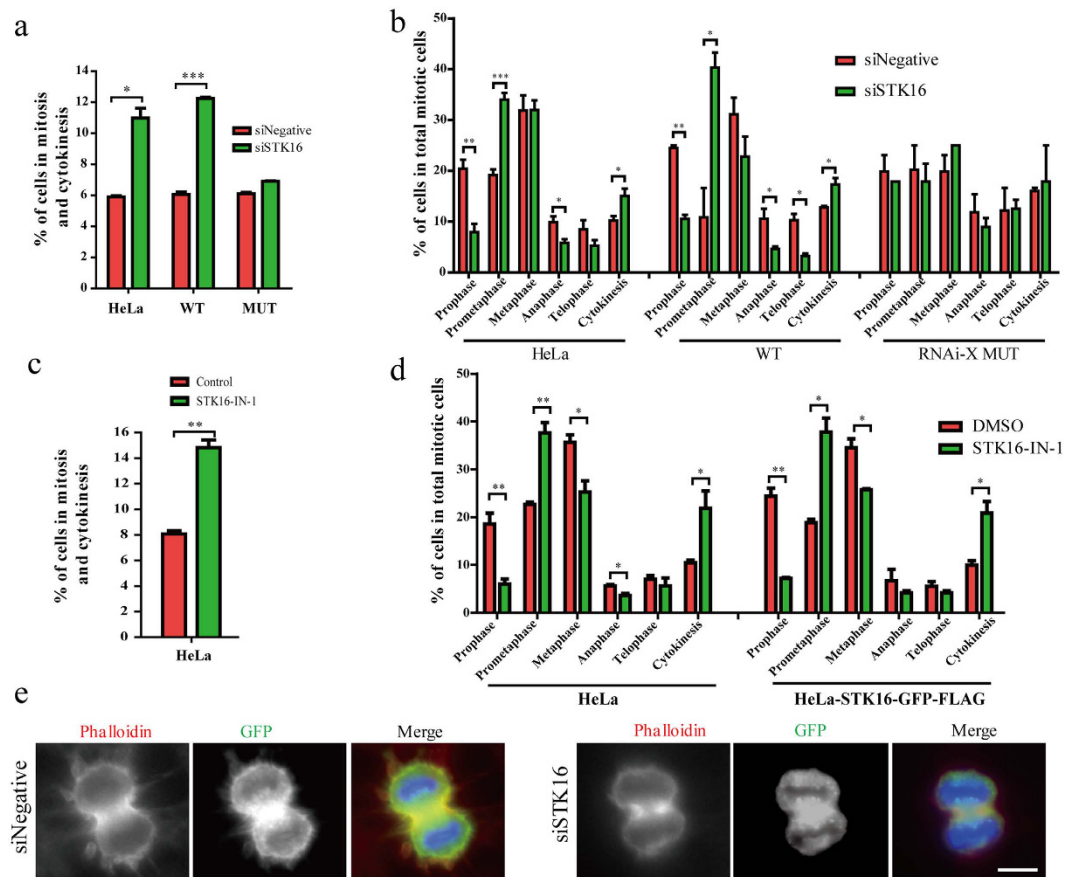 a
% of cells in mitosis
and cytokinesis
14
12
10
8
6
4
2
0
*
***
siNegative
siSTK16
HeLa
WT
MUT
b
% of cells in total mitotic cells
50
40
30
20
10
0
siNegative
siSTK16
**
***
*
*
**
*
*
*
*
Prophase
Prometaphase
Metaphase
Anaphase
Telophase
Cytokinesis
Prophase
Prometaphase
Metaphase
Anaphase
Telophase
Cytokinesis
Prophase
Prometaphase
Metaphase
Anaphase
Telophase
Cytokinesis
HeLa
WT
RNAi-X MUT
c
Control
STK16-IN-1
% of cells in mitosis
and cytokinesis
16
14
12
10
8
6
4
2
0
**
HeLa
d
% of cells in total mitotic cells
50
40
30
20
10
0
DMSO
STK16-IN-1
**
**
*
*
*
**
*
*
*
Prophase
Prometaphase
Metaphase
Anaphase
Telophase
Cytokinesis
Prophase
Prometaphase
Metaphase
Anaphase
Telophase
Cytokinesis
HeLa
HeLa-STK16-GFP-FLAG
e
siNegative
Phalloidin
GFP
Merge
siSTK16
Phalloidin
GFP
Merge